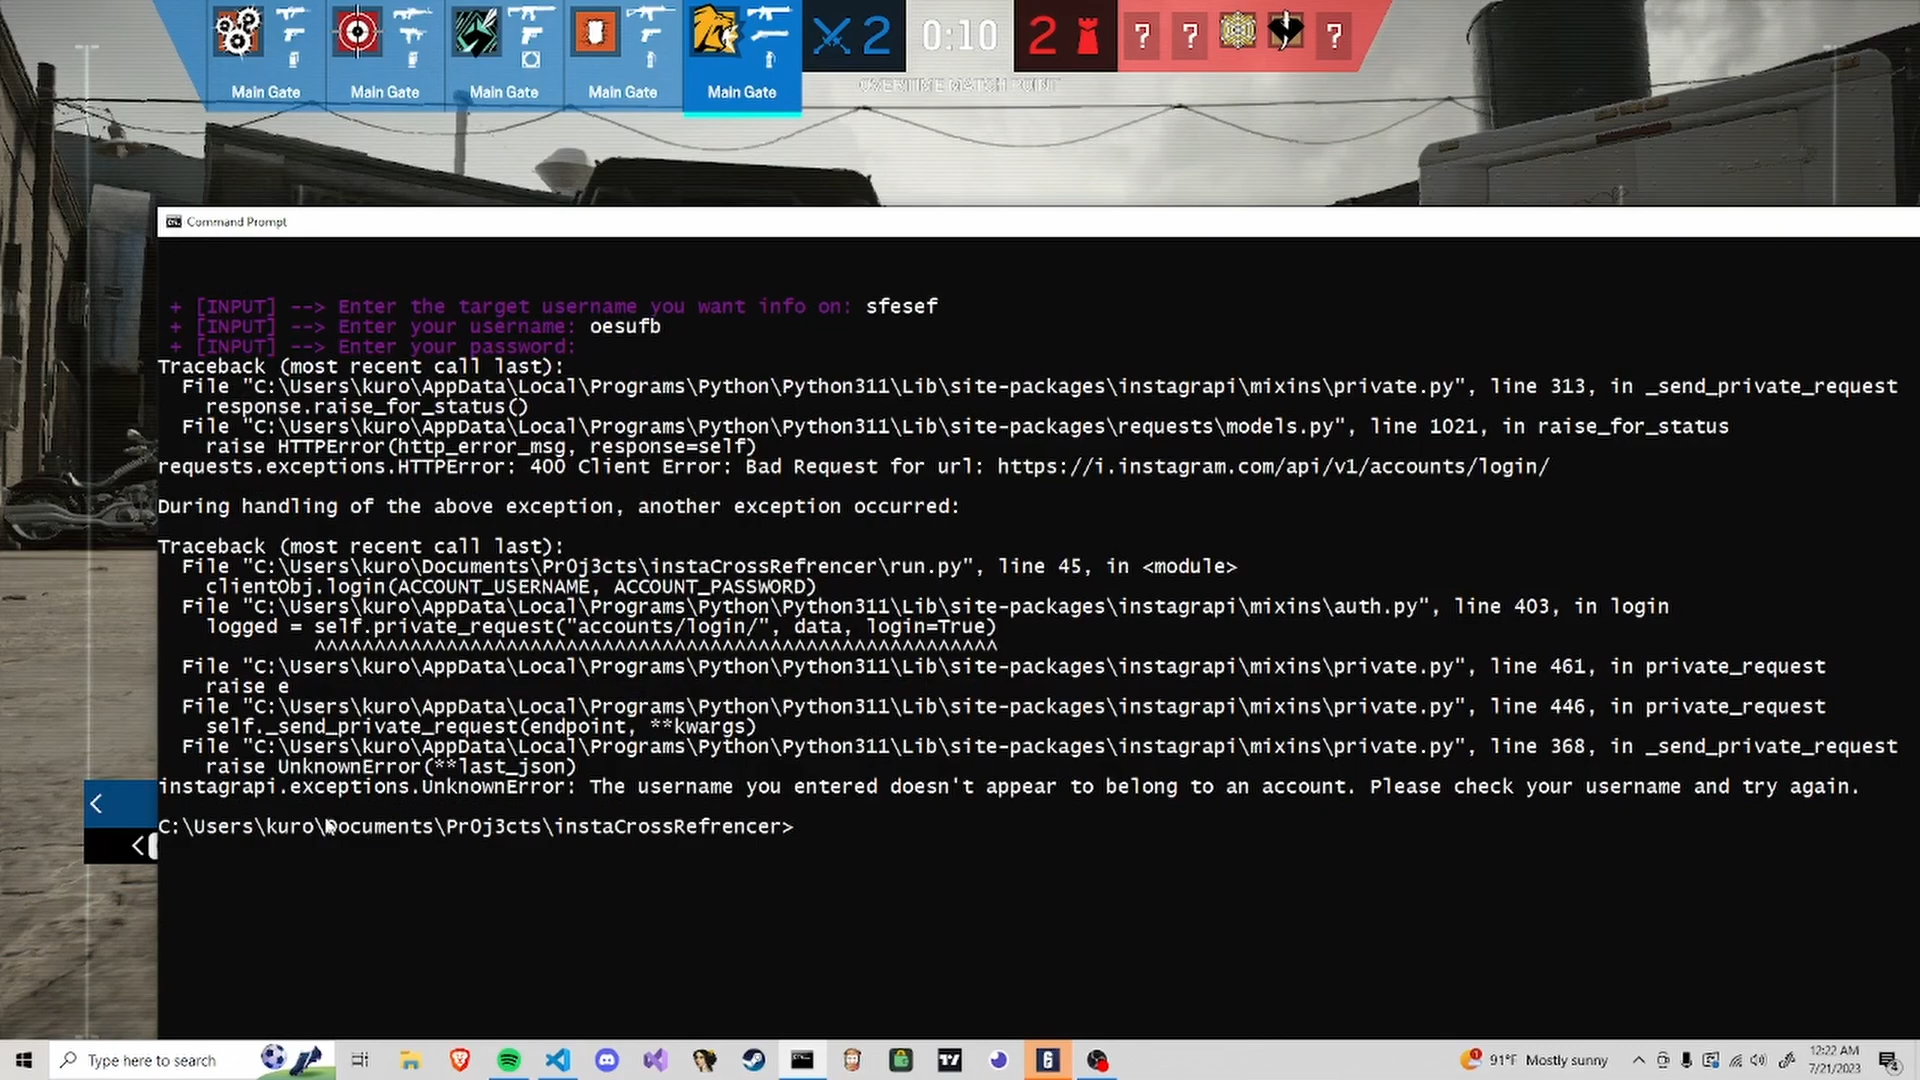 Main Gate
Main Gate
Main Gate
Main Gate
Main Gate
2
0:10
2
?
?
?
OVERTIME MATCH POINT
Command Prompt
+ [INPUT] --> Enter the target username you want info on: sfesef
+ [INPUT] --> Enter your username: oesufb
+ [INPUT] --> Enter your password:
Traceback (most recent call last):
File "C:\Users\kuro\AppData\Local\Programs\Python\Python311\Lib\site-packages\instagrapi\mixins\private.py", line 313, in _send_private_request
response.raise_for_status()
File "C:\Users\kuro\AppData\Local\Programs\Python\Python311\Lib\site-packages\requests\models.py", line 1021, in raise_for_status
raise HTTPError(http_error_msg, response=self)
requests.exceptions.HTTPError: 400 Client Error: Bad Request for url: https://i.instagram.com/api/v1/accounts/login/
During handling of the above exception, another exception occurred:
Traceback (most recent call last):
File "C:\Users\kuro\Documents\Pr0j3cts\instaCrossRefrencer\run.py", line 45, in <module>
clientObj.login(ACCOUNT_USERNAME, ACCOUNT_PASSWORD)
File "C:\Users\kuro\AppData\Local\Programs\Python\Python311\Lib\site-packages\instagrapi\mixins\auth.py", line 403, in login
logged = self.private_request("accounts/login/", data, login=True)
^^^^^^^^^^^^^^^^^^^^^^^^^^^^^^^^^^^^^^^^^^^^^^^^^^^^^^^^^
File "C:\Users\kuro\AppData\Local\Programs\Python\Python311\Lib\site-packages\instagrapi\mixins\private.py", line 461, in private_request
raise e
File "C:\Users\kuro\AppData\Local\Programs\Python\Python311\Lib\site-packages\instagrapi\mixins\private.py", line 446, in private_request
self._send_private_request(endpoint, **kwargs)
File "C:\Users\kuro\AppData\Local\Programs\Python\Python311\Lib\site-packages\instagrapi\mixins\private.py", line 368, in _send_private_request
raise UnknownError(**last_json)
instagrapi.exceptions.UnknownError: The username you entered doesn't appear to belong to an account. Please check your username and try again.
C:\Users\kuro\Documents\Pr0j3cts\instaCrossRefrencer>
Type here to search
91°F Mostly sunny
12:22 AM
7/21/2023